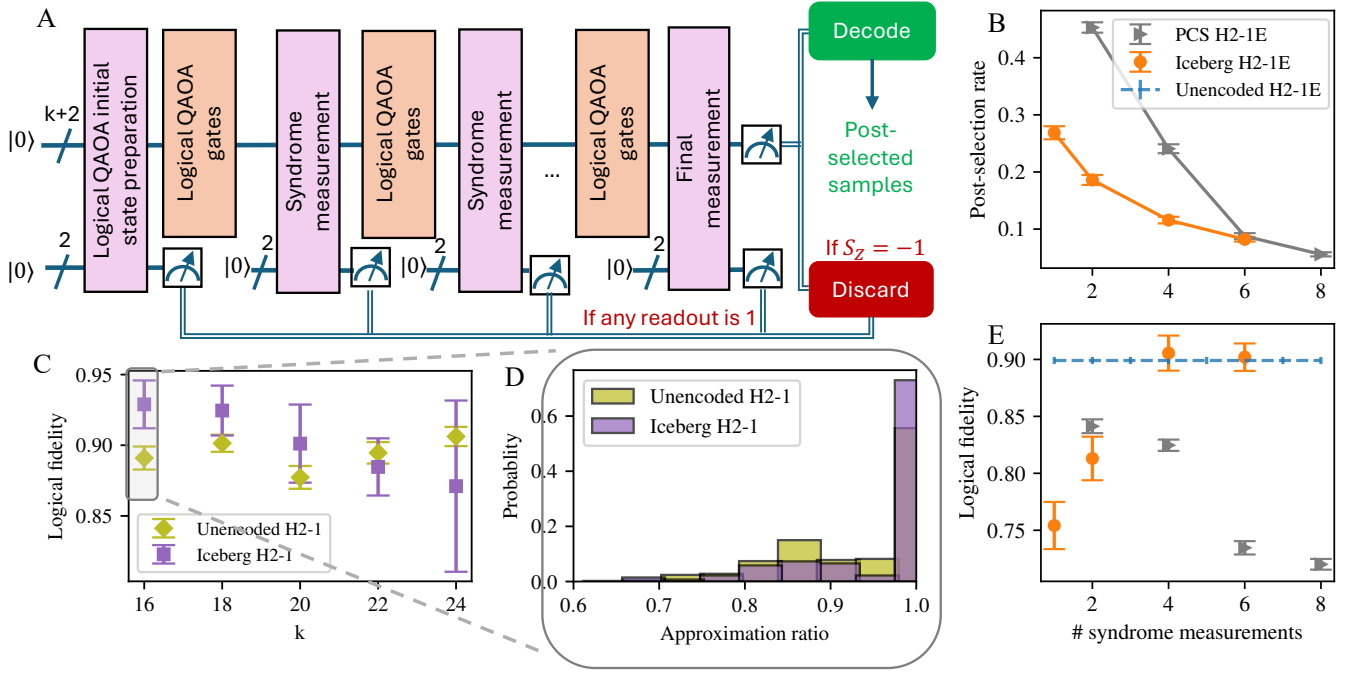 A
k+2
|0⟩
2
|0⟩
Logical QAOA initial
state preparation
Logical QAOA
gates
|0⟩
2
Syndrome
measurement
Logical QAOA
gates
|0⟩
2
Syndrome
measurement
...
Logical QAOA
gates
|0⟩
2
Final
measurement
Decode
Post-
selected
samples
If S_Z = −1
Discard
If any readout is 1
B
Post-selection rate
0.4
0.3
0.2
0.1
2
4
6
8
PCS H2-1E
Iceberg H2-1E
Unencoded H2-1E
C
Logical fidelity
0.95
0.90
0.85
16
18
20
22
24
k
Unencoded H2-1
Iceberg H2-1
D
Probablity
0.6
0.4
0.2
0.0
0.6
0.7
0.8
0.9
1.0
Approximation ratio
Unencoded H2-1
Iceberg H2-1
E
Logical fidelity
0.90
0.85
0.80
0.75
2
4
6
8
# syndrome measurements